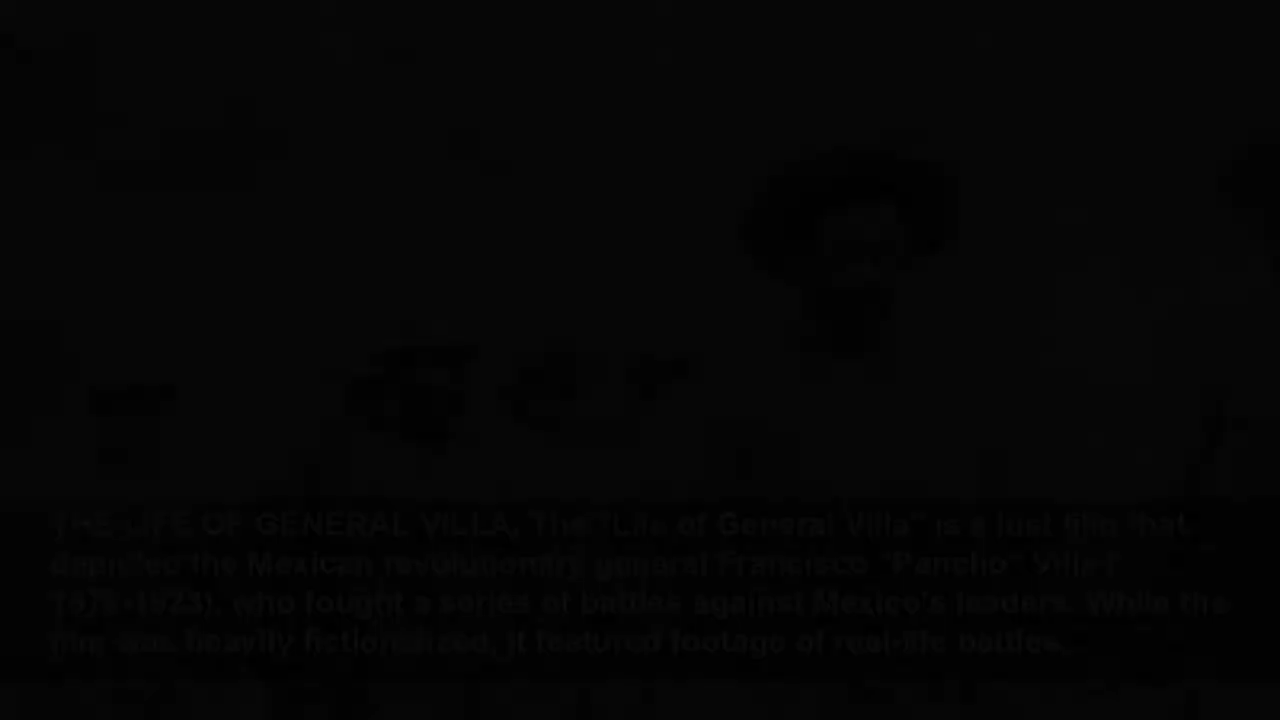 THE LIFE OF GENERAL VILLA. The "Life of General Villa" is a lost film that
depicted the Mexican revolutionary general Francisco "Pancho" Villa (
1878-1923), who fought a series of battles against Mexico's leaders. While the
film was heavily fictionalized, it featured footage of real-life battles.